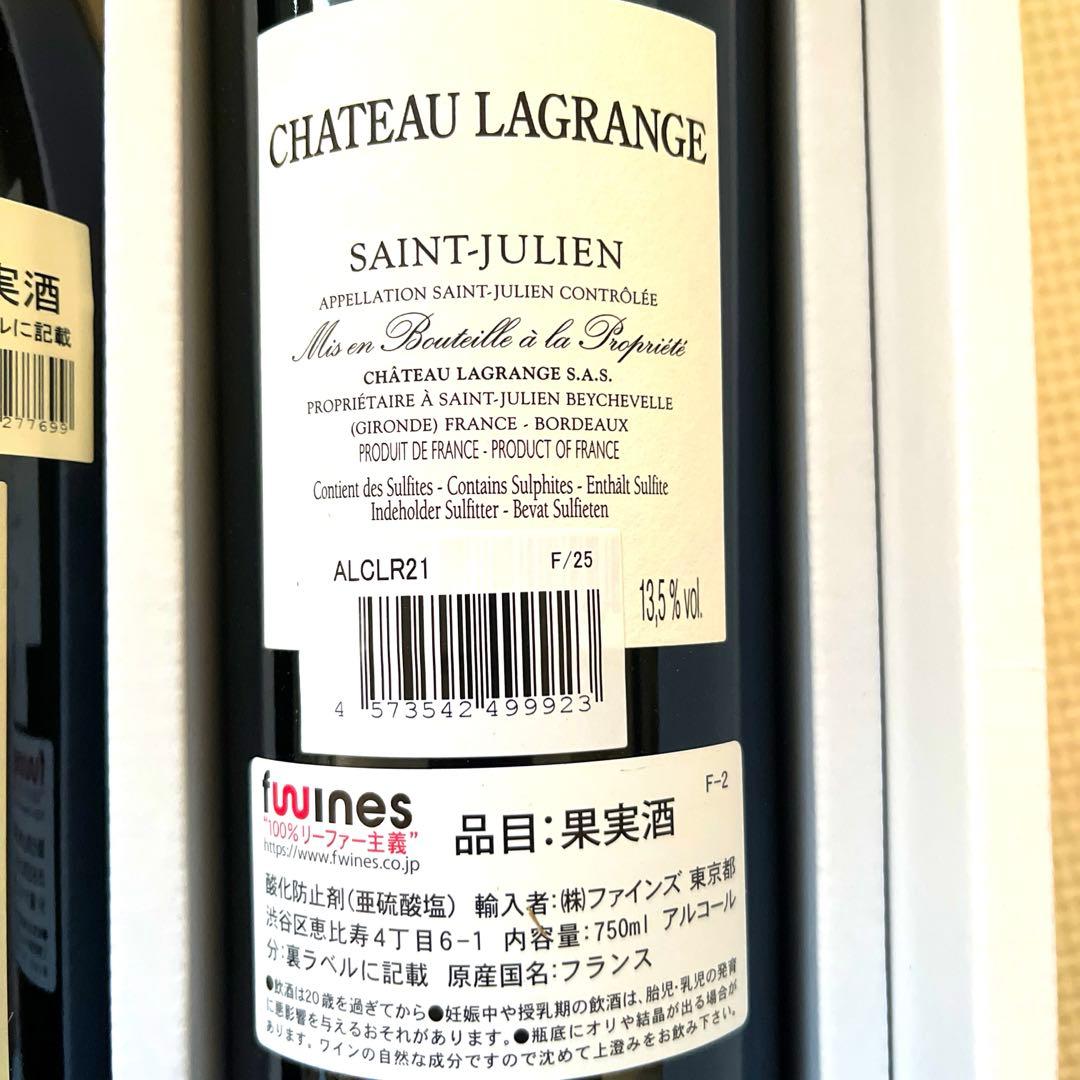 CHATEAU LAGRANGE
SAINT-JULIEN
APPELLATION SAINT-JULIEN CONTRÔLÉE
Mis en Bouteille à la Propriété
CHÂTEAU LAGRANGE S.A.S.
PROPRIÉTAIRE À SAINT-JULIEN BEYCHEVELLE
(GIRONDE) FRANCE - BORDEAUX
PRODUIT DE FRANCE - PRODUCT OF FRANCE
Contient des Sulfites - Contains Sulphites - Enthält Sulfite
Indeholder Sulfitter - Bevat Sulfieten
ALCLR21 F/25
13,5 % vol.
4 573542 499923
fwines
"100%リーファー主義"
https://www.fwines.co.jp
F-2
品目:果実酒
酸化防止剤(亜硫酸塩) 輸入者:㈱ファインズ 東京都
渋谷区恵比寿4丁目6-1 内容量:750ml アルコール
分:裏ラベルに記載 原産国名:フランス
●飲酒は20歳を過ぎてから●妊娠中や授乳期の飲酒は、胎児・乳児の発育
に悪影響を与えるおそれがあります。●瓶底にオリや結晶が出る場合が
あります。ワインの自然な成分ですので沈めて上澄みをお飲み下さい。
実酒
ルに記載
277699